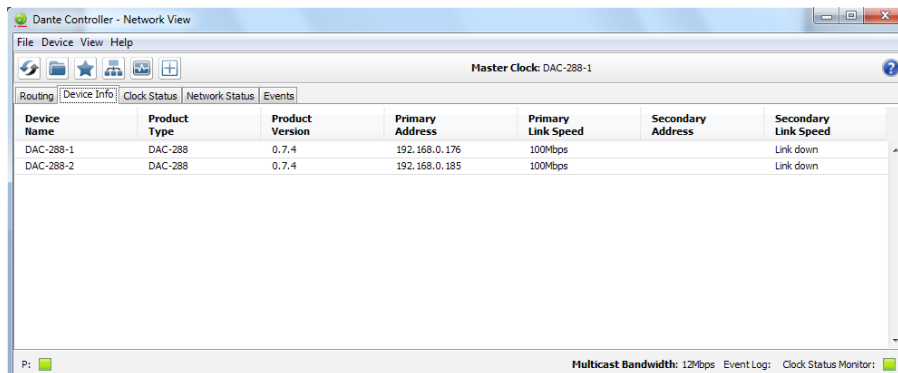 Dante Controller - Network View
File Device View Help
Master Clock: DAC-288-1
Routing Device Info Clock Status Network Status Events
Device Name Product Type Product Version Primary Address Primary Link Speed Secondary Address Secondary Link Speed
DAC-288-1 DAC-288 0.7.4 192.168.0.176 100Mbps Link down
DAC-288-2 DAC-288 0.7.4 192.168.0.185 100Mbps Link down
P: Multicast Bandwidth: 12Mbps Event Log: Clock Status Monitor: